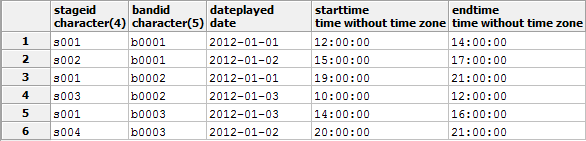 stageid bandid dateplayed starttime endtime
character(4) character(5) date time without time zone time without time zone
1 s001 b0001 2012-01-01 12:00:00 14:00:00
2 s002 b0001 2012-01-02 15:00:00 17:00:00
3 s001 b0002 2012-01-01 19:00:00 21:00:00
4 s003 b0002 2012-01-03 10:00:00 12:00:00
5 s001 b0003 2012-01-03 14:00:00 16:00:00
6 s004 b0003 2012-01-02 20:00:00 21:00:00